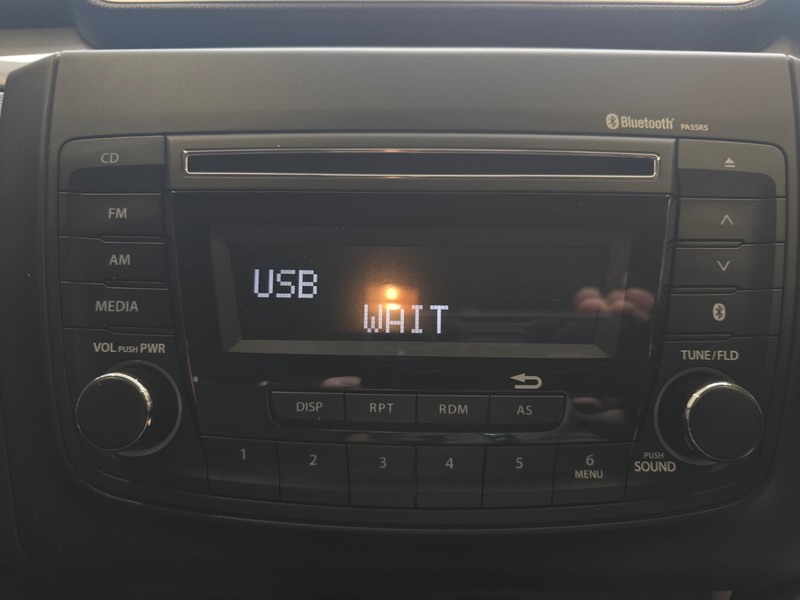 Bluetooth® PA55R5
CD
FM
AM
MEDIA
USB
WAIT
VOL PUSH PWR
TUNE/FLD
DISP RPT RDM AS
1 2 3 4 5 6
MENU
PUSH
SOUND